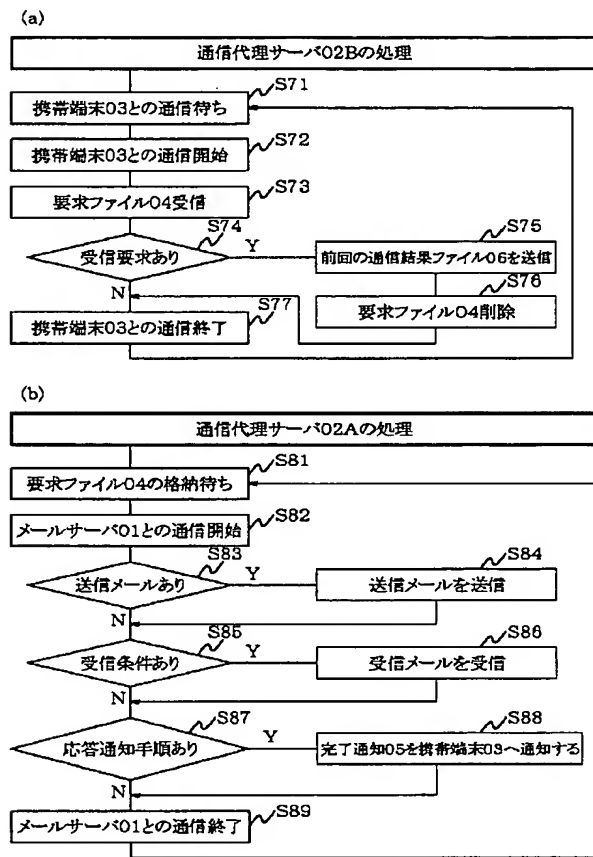 (a)
通信代理サーバ02Bの処理
S71
携帯端末03との通信待ち
S72
携帯端末03との通信開始
S73
要求ファイル04受信
S74
受信要求あり
Y
N
S75
前回の通信結果ファイル06を送信
S76
要求ファイル04削除
S77
携帯端末03との通信終了
(b)
通信代理サーバ02Aの処理
S81
要求ファイル04の格納待ち
S82
メールサーバ01との通信開始
S83
送信メールあり
Y
N
S84
送信メールを送信
S85
受信条件あり
Y
N
S86
受信メールを受信
S87
応答通知手順あり
Y
N
S88
完了通知05を携帯端末03へ通知する
S89
メールサーバ01との通信終了